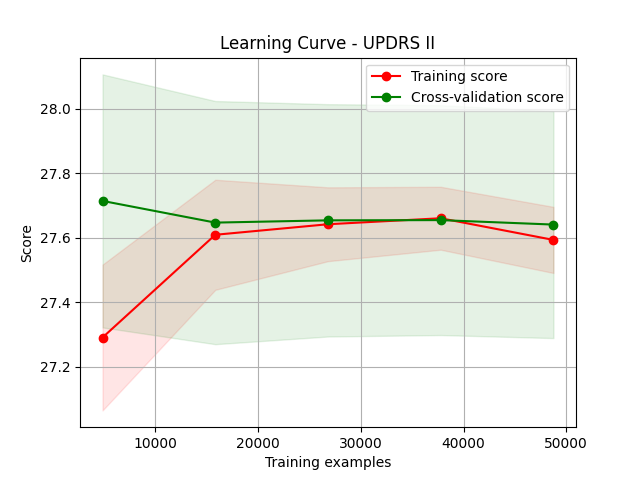 Learning Curve - UPDRS II
Training score
Cross-validation score
28.0
27.8
27.6
27.4
27.2
Score
10000 20000 30000 40000 50000
Training examples